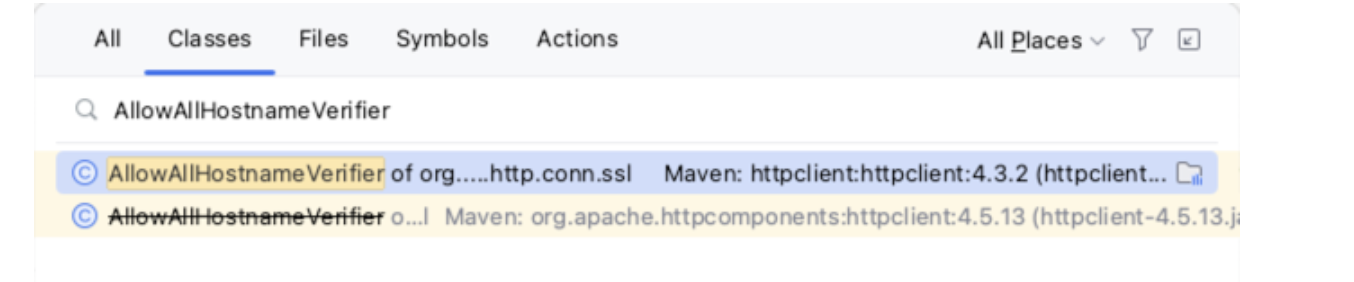 All Classes Files Symbols Actions All Places
AllowAllHostnameVerifier
AllowAllHostnameVerifier of org.....http.conn.ssl Maven: httpclient:httpclient:4.3.2 (httpclient...
AllowAllHostnameVerifier o...l Maven: org.apache.httpcomponents:httpclient:4.5.13 (httpclient-4.5.13.ja